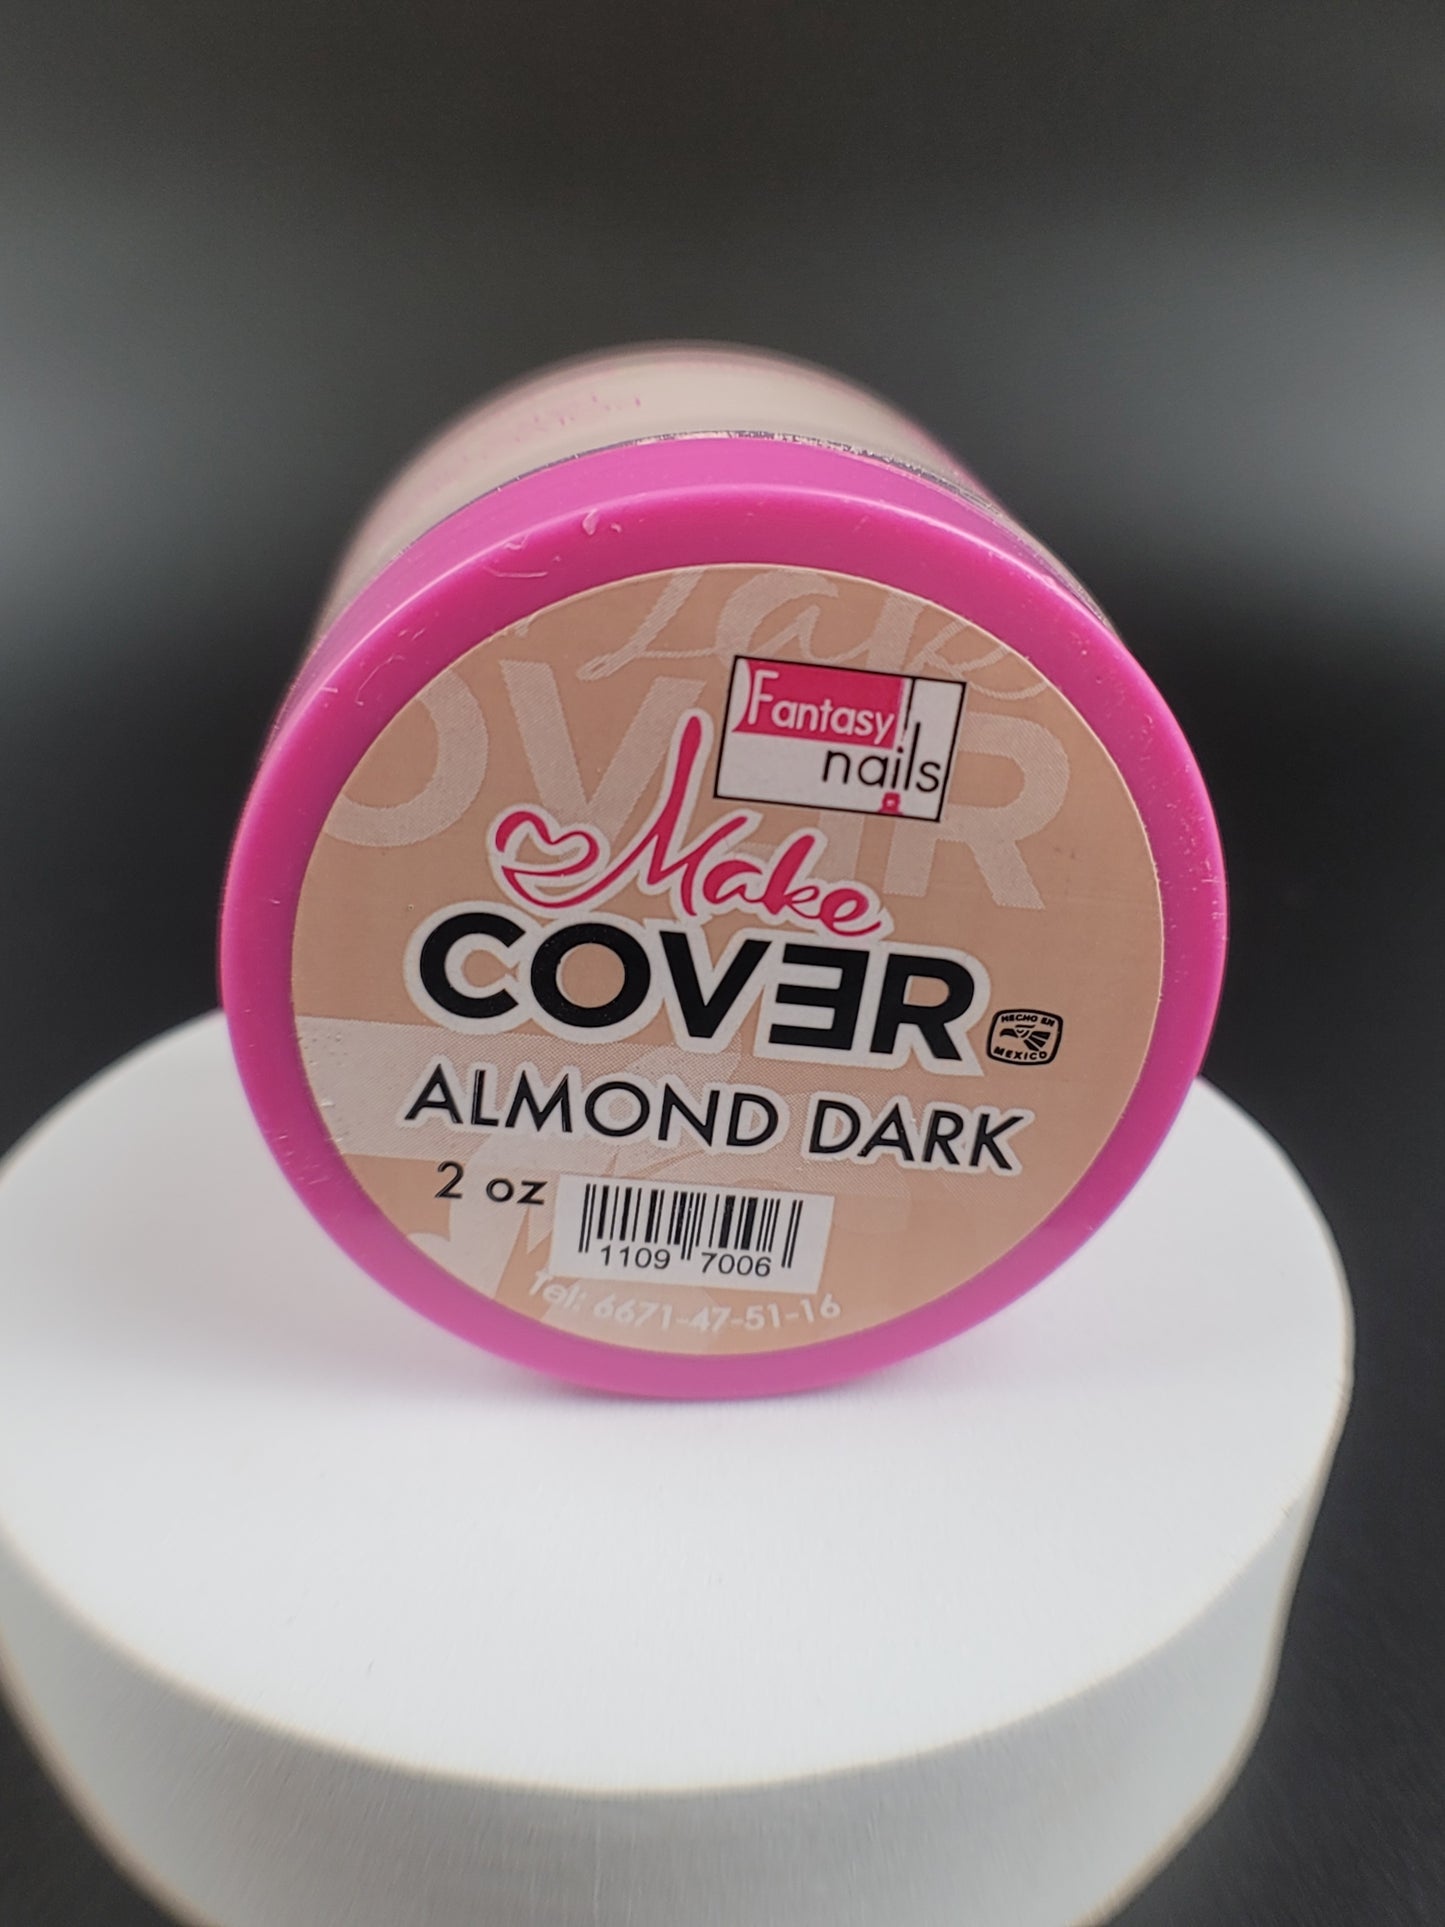 Fantasy
nails
Make
COVER
HECHO EN
MEXICO
ALMOND DARK
2 oz
1109 7006
Tel: 6671-47-51-16